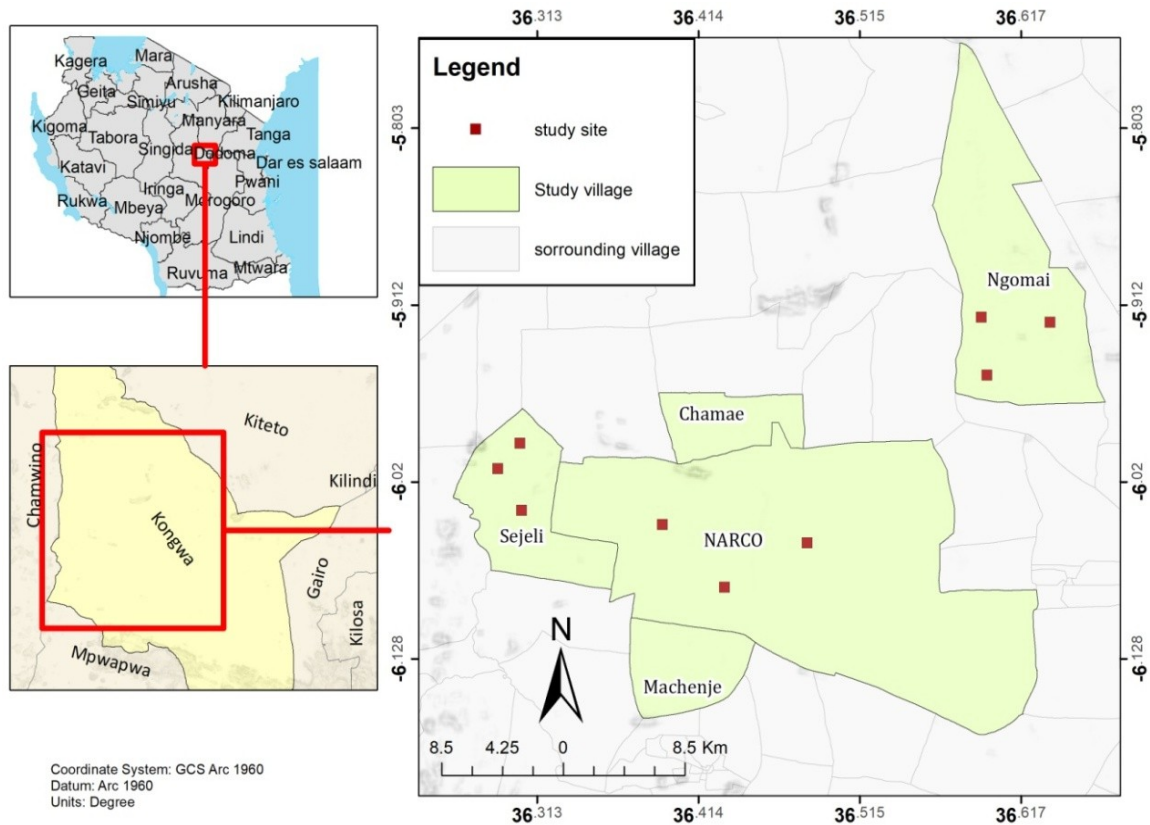 Kagera
Mara
Geita
Arusha
Simiyu
Kilimanjaro
Kigoma
Tabora
Manyara
Tanga
Singida
Dodoma
Dar es salaam
Katavi
Pwani
Rukwa
Iringa
Morogoro
Mbeya
Njombe
Lindi
Ruvuma
Mtwara
Kiteto
Chamwino
Kilindi
Kongwa
Gairo
Kilosa
Mpwapwa
Coordinate System: GCS Arc 1960
Datum: Arc 1960
Units: Degree
36.313 36.414 36.515 36.617
Legend
study site
Study village
sorrounding village
-5.803 -5.803
-5.912 -5.912
-6.02 -6.02
-6.128 -6.128
Ngomai
Chamae
Sejeli
NARCO
Machenje
N
8.5 4.25 0 8.5 Km
36.313 36.414 36.515 36.617